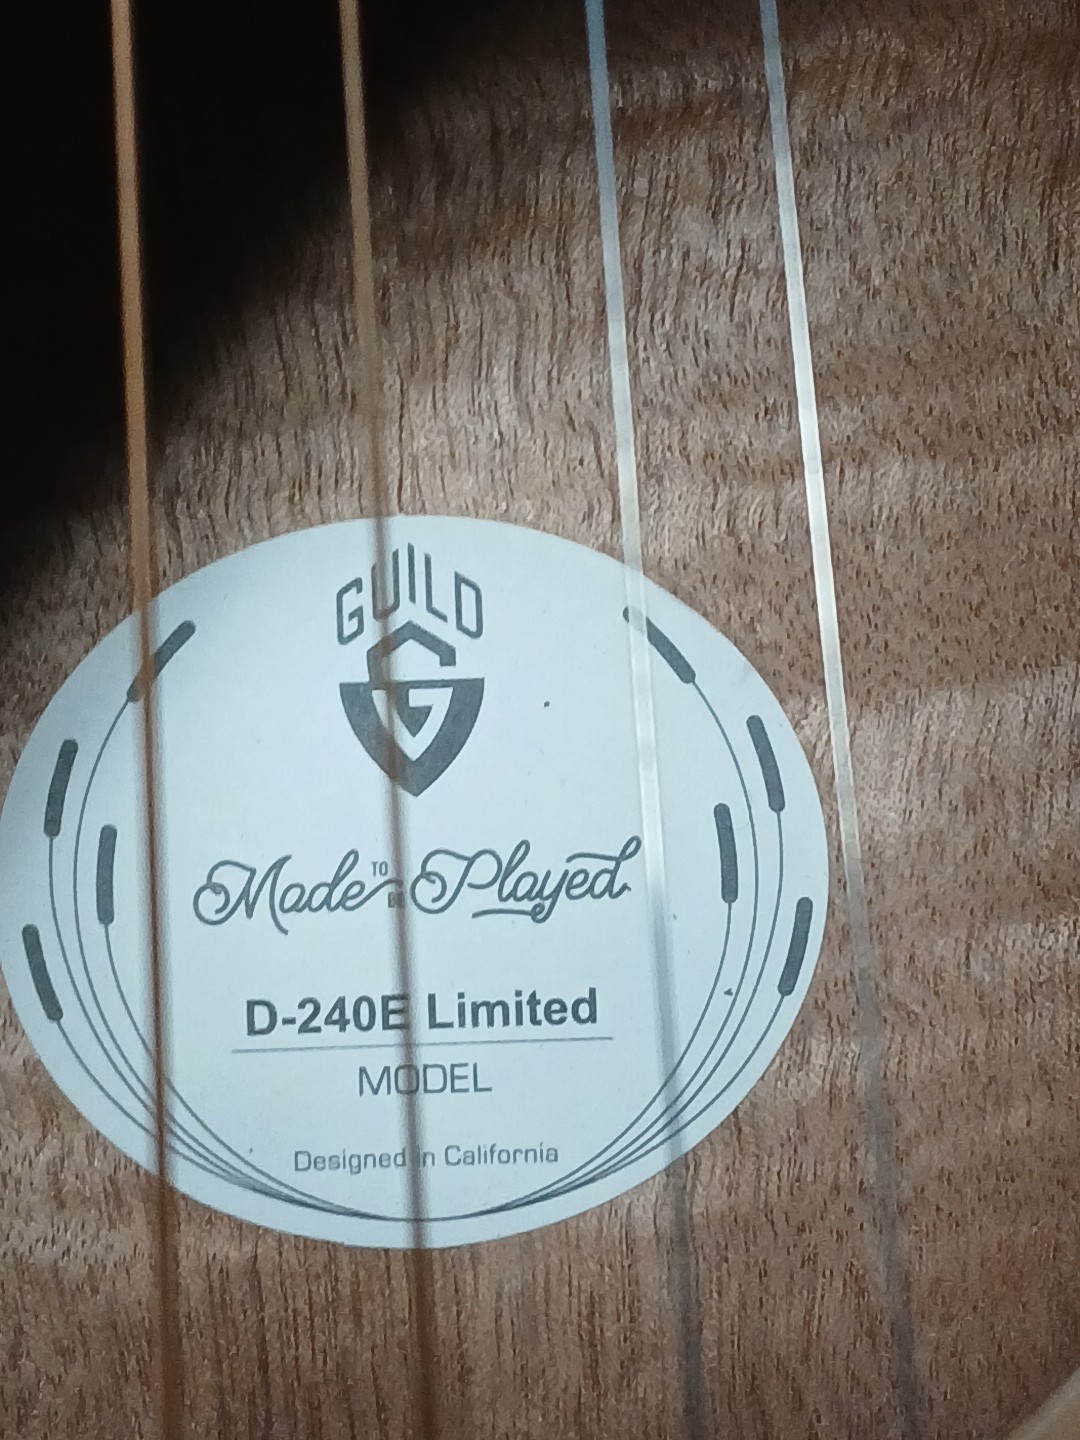 GUILD
G
Made TO BE Played
D-240E Limited
MODEL
Designed in California